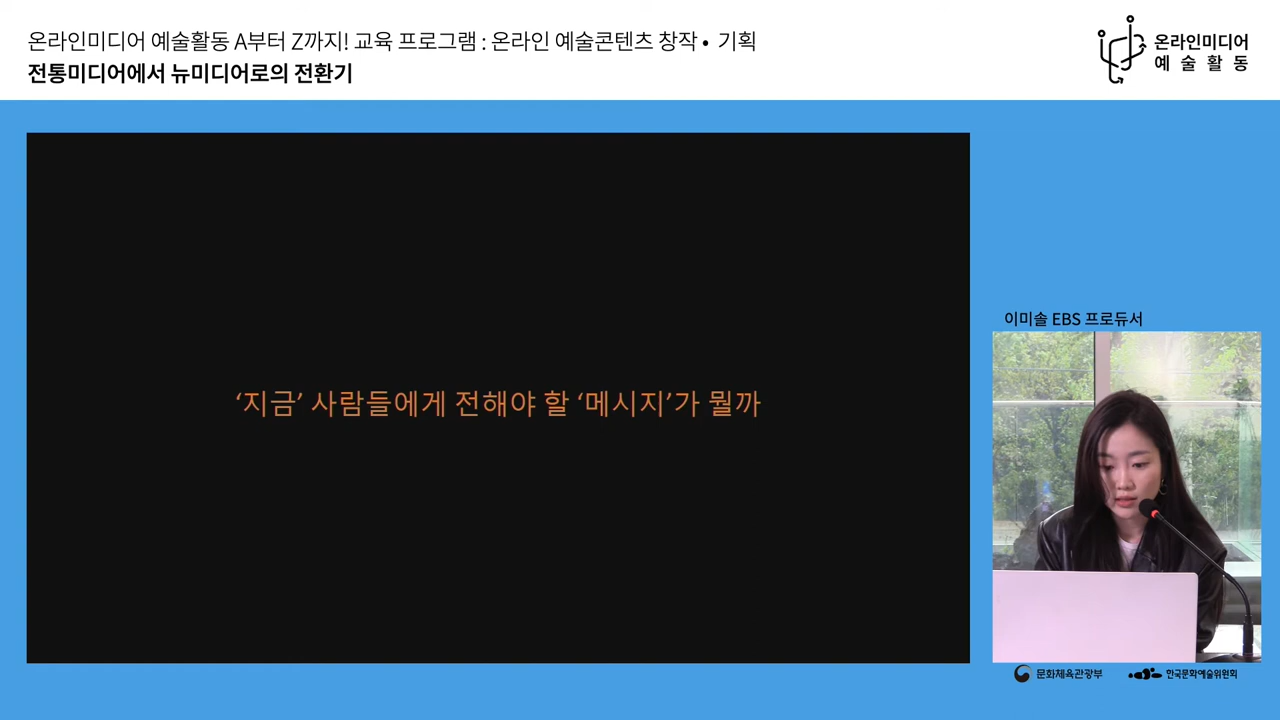 온라인미디어 예술활동 A부터 Z까지! 교육 프로그램 : 온라인 예술콘텐츠 창작• 기획
전통미디어에서 뉴미디어로의 전환기
온라인미디어
예 술 활 동
‘지금’ 사람들에게 전해야 할 ‘메시지’가 뭘까
이미솔 EBS 프로듀서
문화체육관광부
한국문화예술위원회